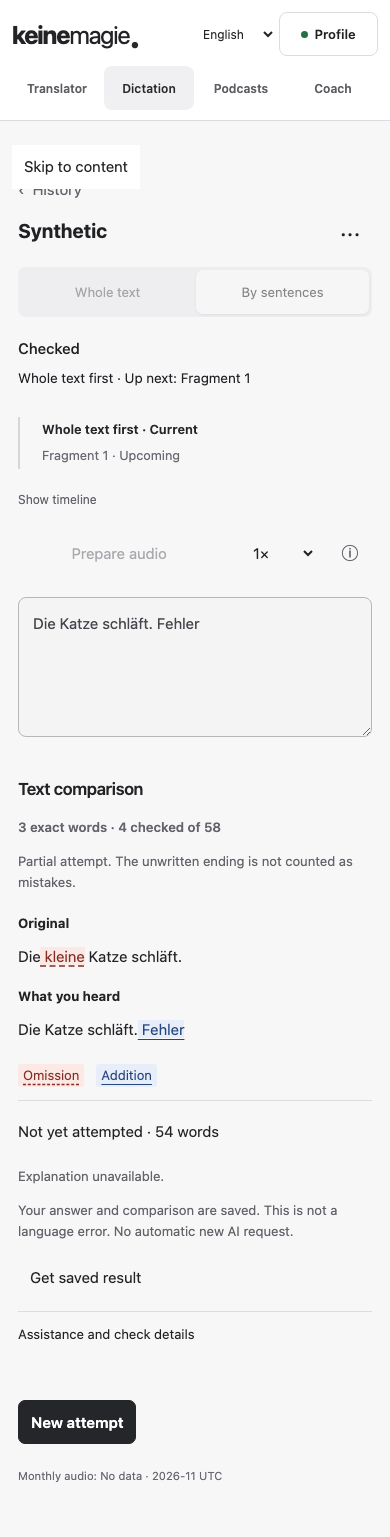 keinemagie.
English
Profile
Translator Dictation Podcasts Coach
Skip to content
‹ History
Synthetic
...
Whole text By sentences
Checked
Whole text first · Up next: Fragment 1
Whole text first · Current
Fragment 1 · Upcoming
Show timeline
Prepare audio 1× ⓘ
Die Katze schläft. Fehler
Text comparison
3 exact words · 4 checked of 58
Partial attempt. The unwritten ending is not counted as
mistakes.
Original
Die kleine Katze schläft.
What you heard
Die Katze schläft. Fehler
Omission Addition
Not yet attempted · 54 words
Explanation unavailable.
Your answer and comparison are saved. This is not a
language error. No automatic new AI request.
Get saved result
Assistance and check details
New attempt
Monthly audio: No data · 2026-11 UTC